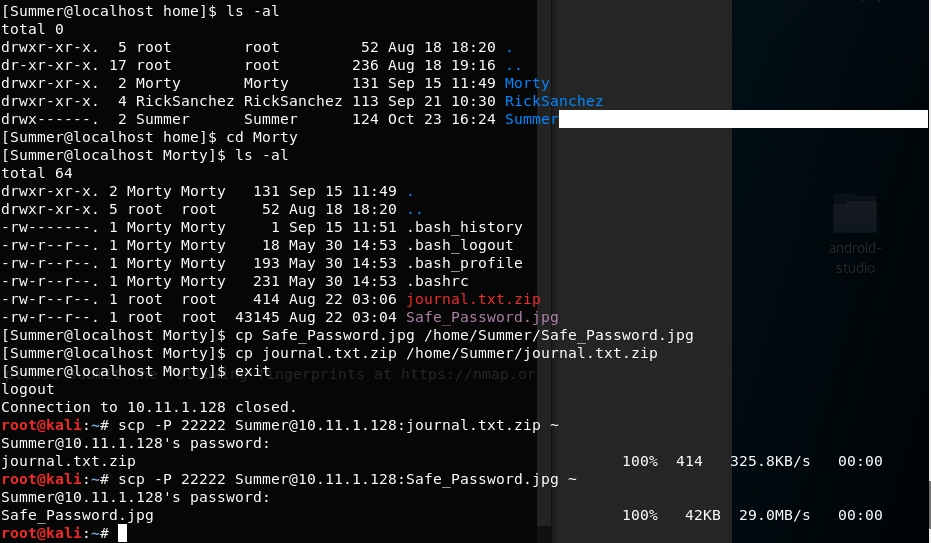 [Summer@localhost home]$ ls -al
total 0
drwxr-xr-x.  5 root        root         52 Aug 18 18:20 .
dr-xr-xr-x. 17 root        root        236 Aug 18 19:16 ..
drwxr-xr-x.  2 Morty       Morty       131 Sep 15 11:49 Morty
drwxr-xr-x.  4 RickSanchez RickSanchez 113 Sep 21 10:30 RickSanchez
drwx------.  2 Summer      Summer      124 Oct 23 16:24 Summer
[Summer@localhost home]$ cd Morty
[Summer@localhost Morty]$ ls -al
total 64
drwxr-xr-x. 2 Morty Morty   131 Sep 15 11:49 .
drwxr-xr-x. 5 root  root     52 Aug 18 18:20 ..
-rw-------. 1 Morty Morty     1 Sep 15 11:51 .bash_history
-rw-r--r--. 1 Morty Morty    18 May 30 14:53 .bash_logout
-rw-r--r--. 1 Morty Morty   193 May 30 14:53 .bash_profile
-rw-r--r--. 1 Morty Morty   231 May 30 14:53 .bashrc
-rw-r--r--. 1 root  root    414 Aug 22 03:06 journal.txt.zip
-rw-r--r--. 1 root  root  43145 Aug 22 03:04 Safe_Password.jpg
[Summer@localhost Morty]$ cp Safe_Password.jpg /home/Summer/Safe_Password.jpg
[Summer@localhost Morty]$ cp journal.txt.zip /home/Summer/journal.txt.zip
[Summer@localhost Morty]$ exit
fingerprints at https://nmap.or
logout
Connection to 10.11.1.128 closed.
root@kali:~# scp -P 22222 Summer@10.11.1.128:journal.txt.zip ~
Summer@10.11.1.128's password:
journal.txt.zip                                                      100%  414   325.8KB/s   00:00
root@kali:~# scp -P 22222 Summer@10.11.1.128:Safe_Password.jpg ~
Summer@10.11.1.128's password:
Safe_Password.jpg                                                    100%   42KB  29.0MB/s   00:00
root@kali:~#
android-
studio